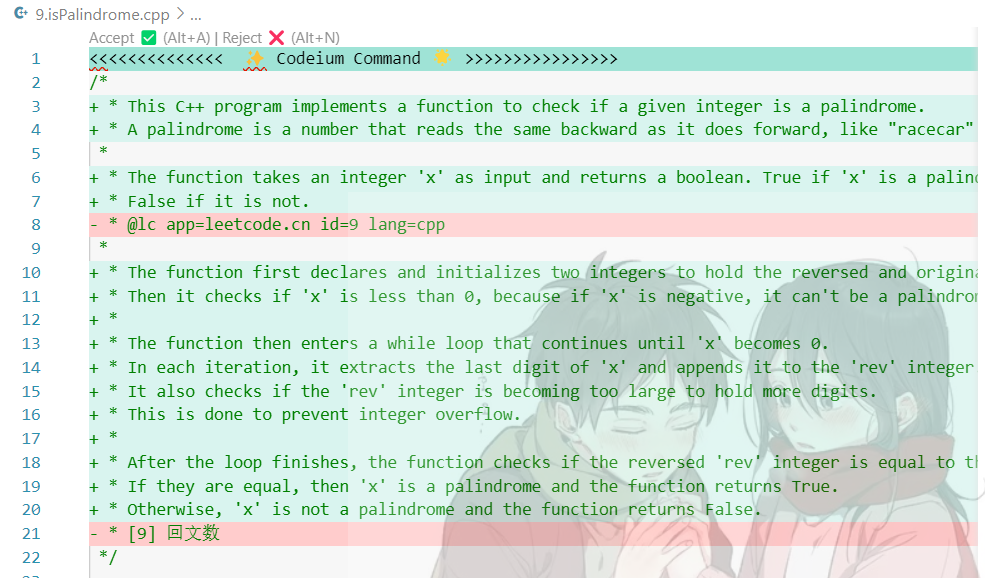 9.isPalindrome.cpp > ...
Accept ✅ (Alt+A) | Reject ❌ (Alt+N)
1 <<<<<<<<<<<<<< ✨ Codeium Command 🌟 >>>>>>>>>>>>>>>>
2 /*
3 + * This C++ program implements a function to check if a given integer is a palindrome.
4 + * A palindrome is a number that reads the same backward as it does forward, like "racecar"
5 *
6 + * The function takes an integer 'x' as input and returns a boolean. True if 'x' is a
7 + * False if it is not.
8 - * @lc app=leetcode.cn id=9 lang=cpp
9 *
10 + * The function first declares and initializes two integers to hold the reversed and
11 + * Then it checks if 'x' is less than 0, because if 'x' is negative, it can't be a
12 + *
13 + * The function then enters a while loop that continues until 'x' becomes 0.
14 + * In each iteration, it extracts the last digit of 'x' and appends it to the 'rev' integer
15 + * It also checks if the 'rev' integer is becoming too large to hold more digits.
16 + * This is done to prevent integer overflow.
17 + *
18 + * After the loop finishes, the function checks if the reversed 'rev' integer is equal to
19 + * If they are equal, then 'x' is a palindrome and the function returns True.
20 + * Otherwise, 'x' is not a palindrome and the function returns False.
21 - * [9] 回文数
22 */